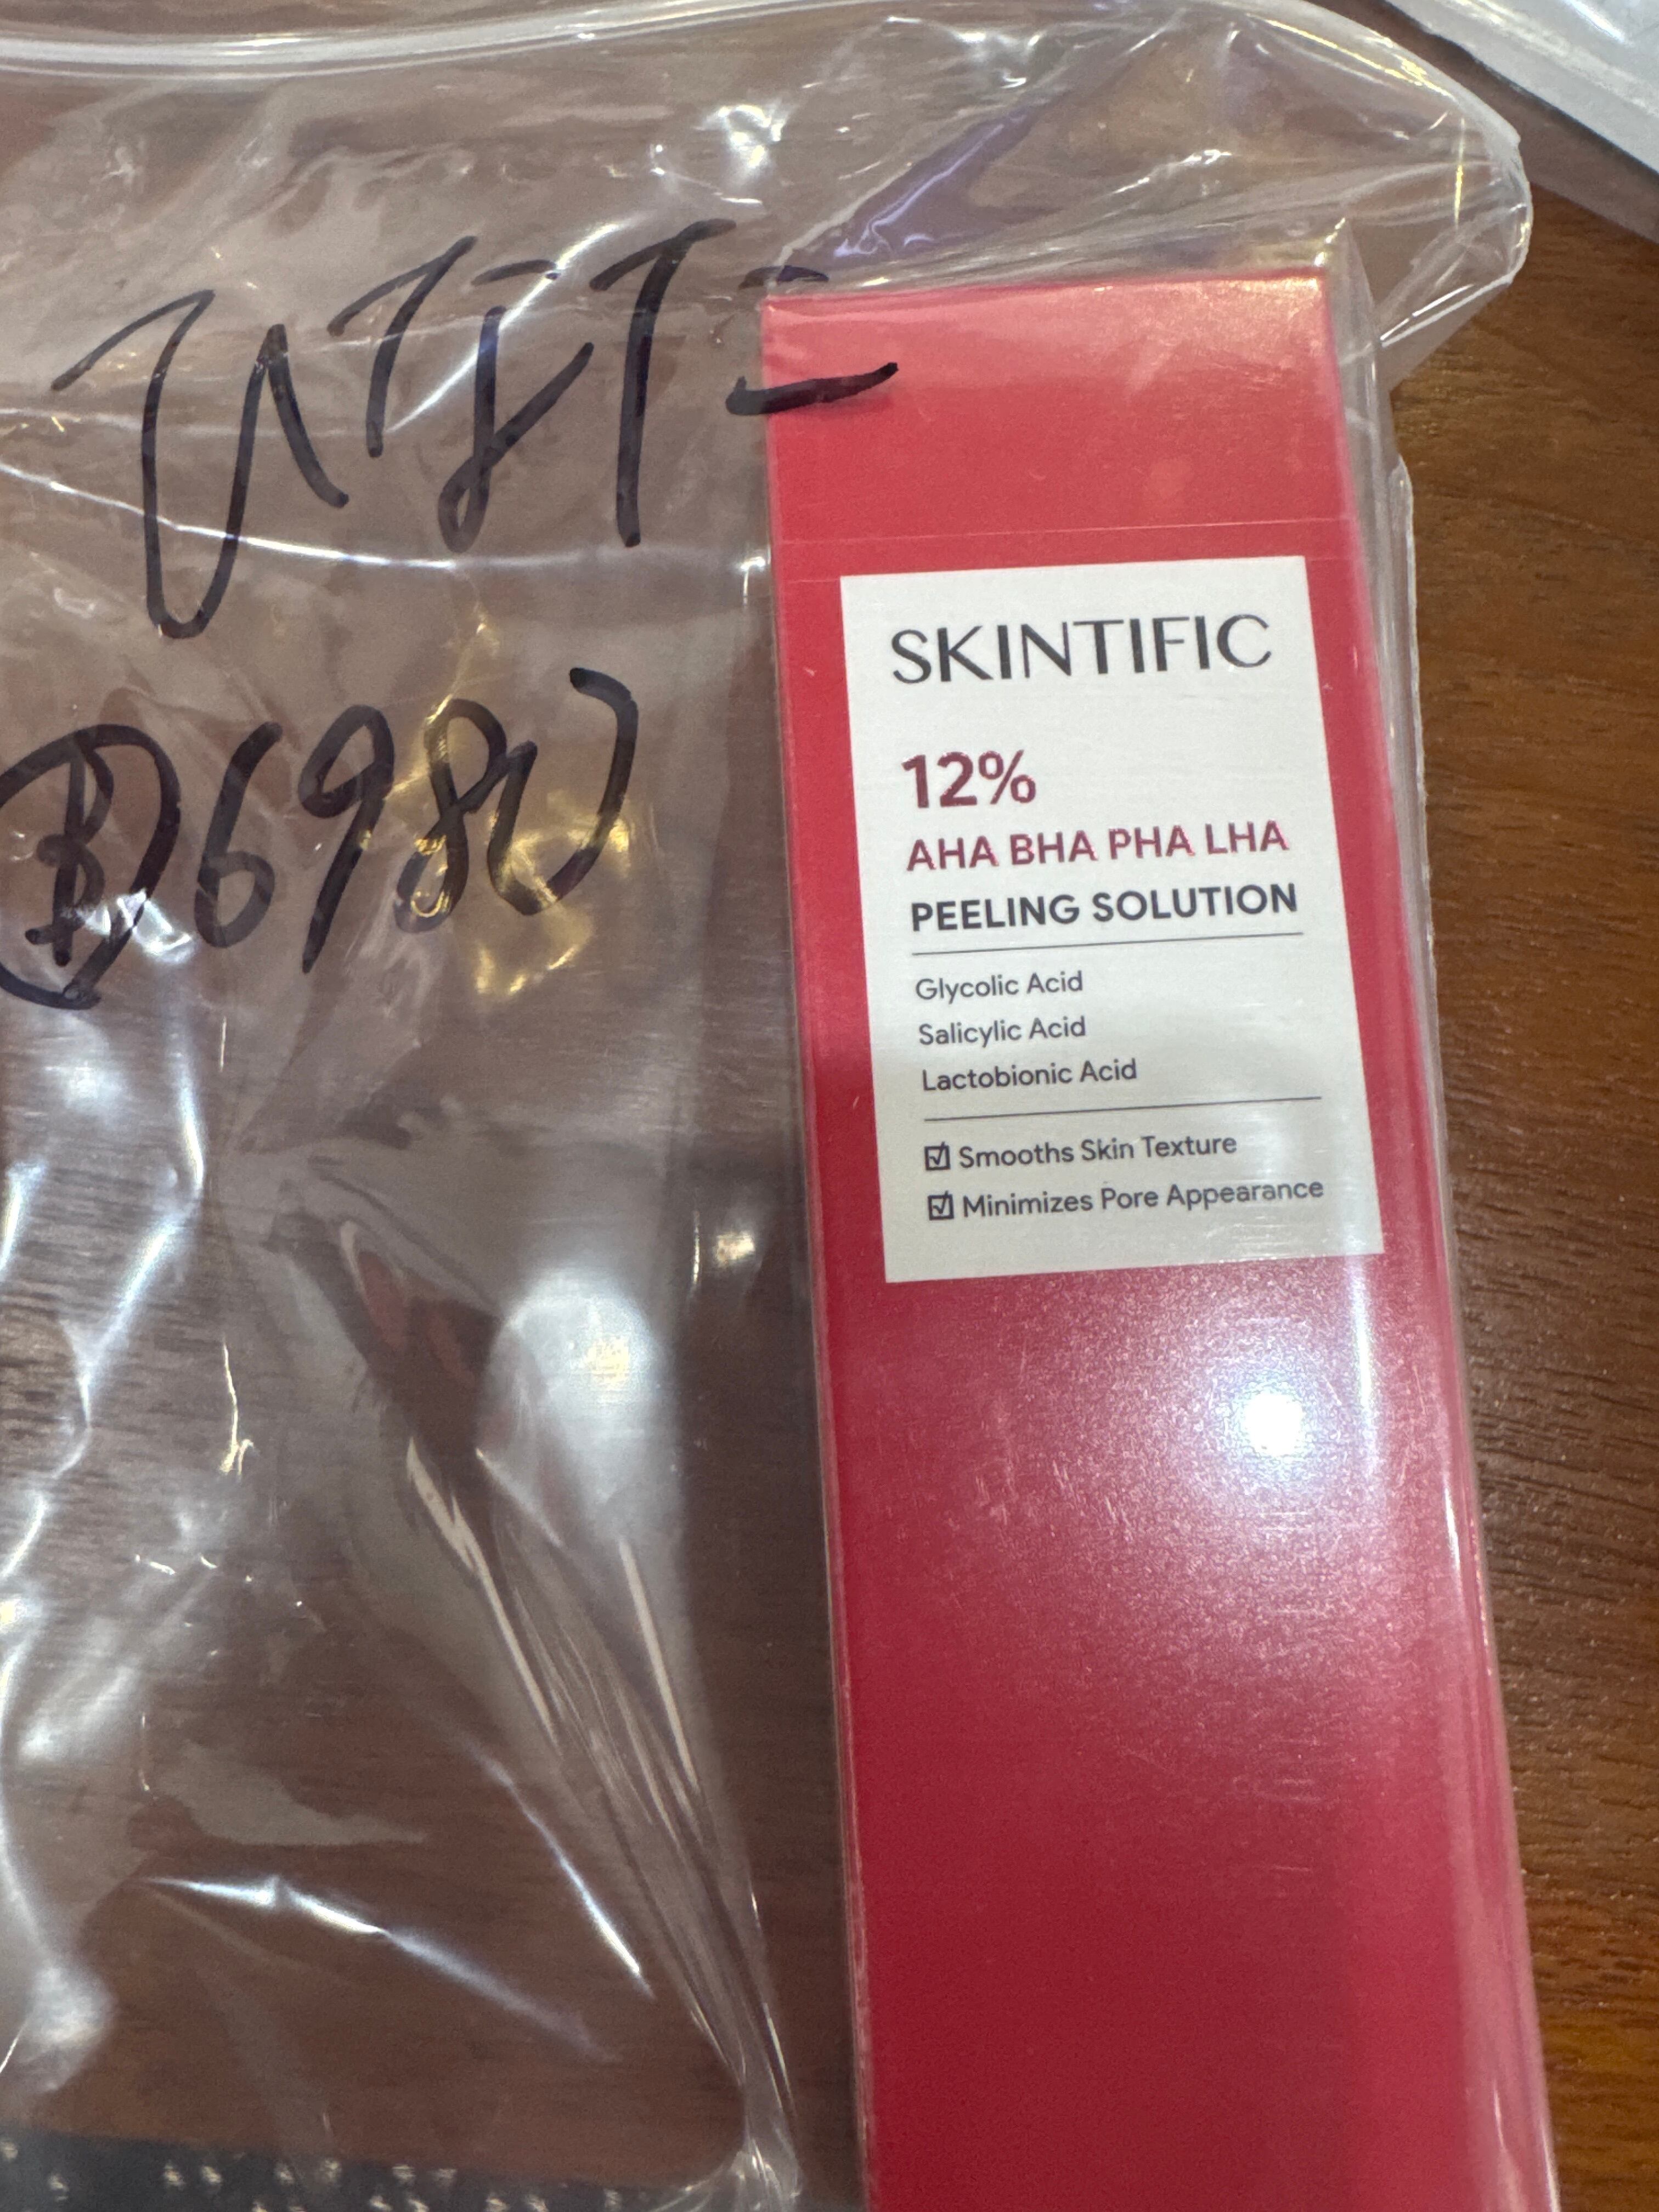 SKINTIFIC
12%
AHA BHA PHA LHA
PEELING SOLUTION
Glycolic Acid
Salicylic Acid
Lactobionic Acid
☑ Smooths Skin Texture
☑ Minimizes Pore Appearance